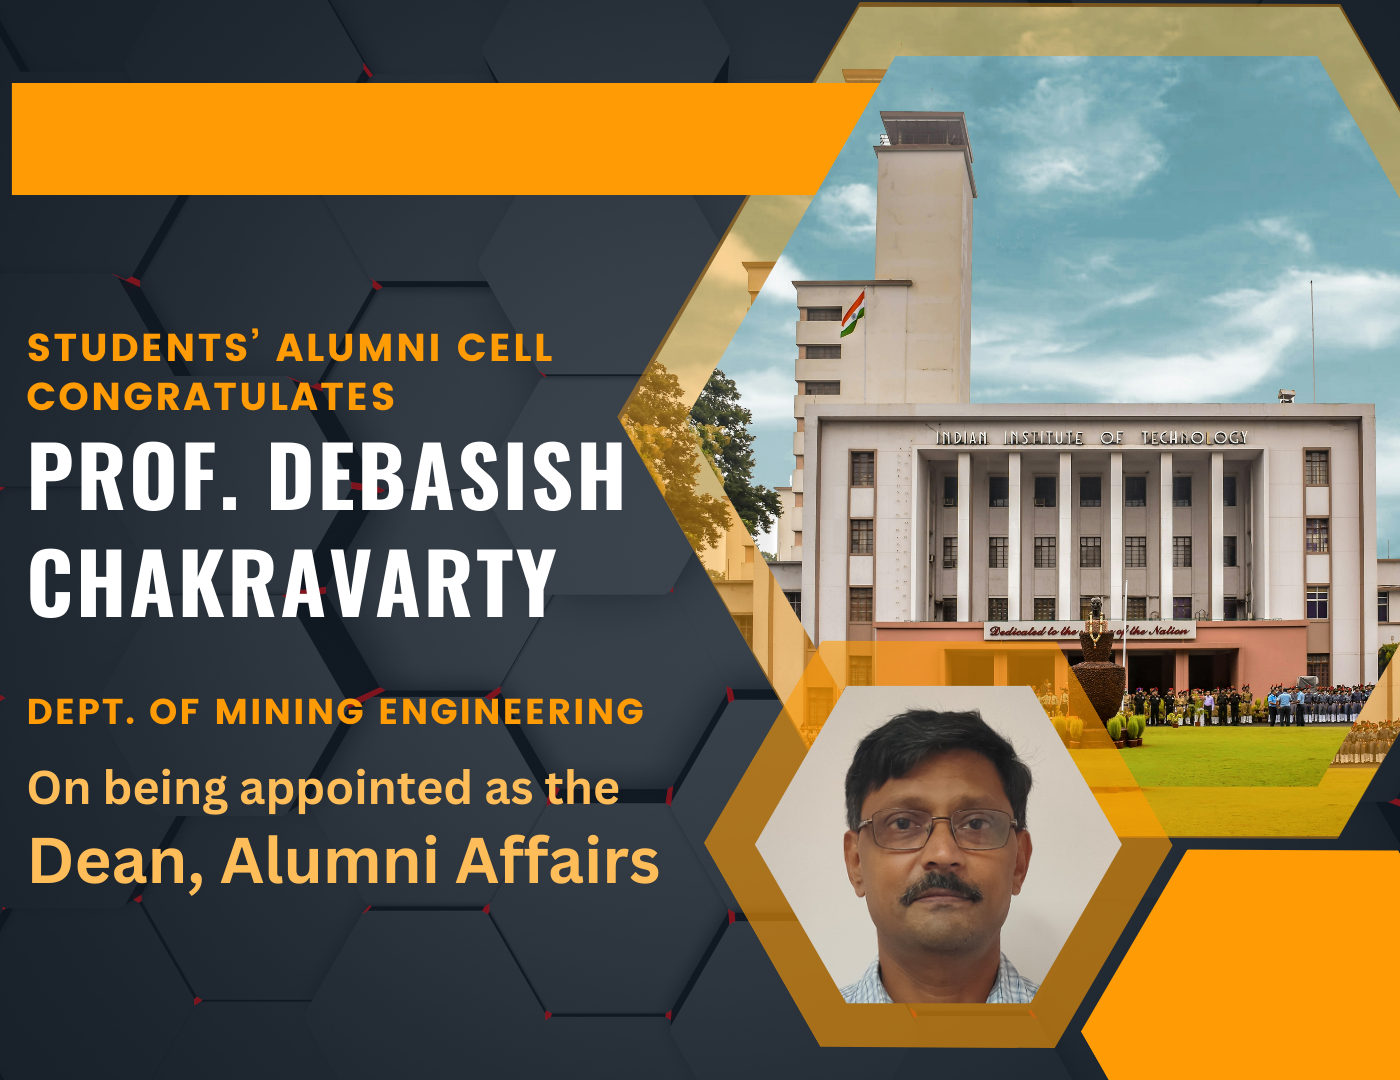 STUDENTS’ ALUMNI CELL
CONGRATULATES
PROF. DEBASISH
CHAKRAVARTY
DEPT. OF MINING ENGINEERING
On being appointed as the
Dean, Alumni Affairs
INDIAN INSTITUTE OF TECHNOLOGY
Dedicated to the of the Nation